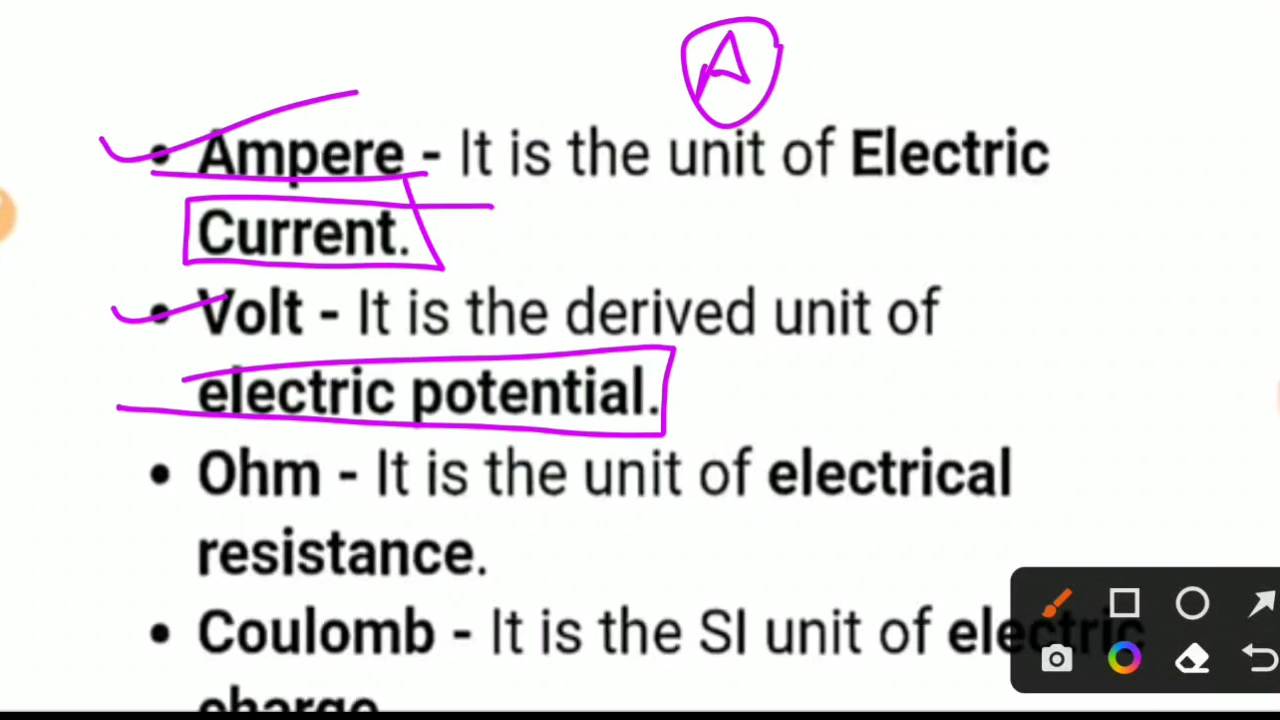 A
• Ampere - It is the unit of Electric
Current.
• Volt - It is the derived unit of
electric potential.
• Ohm - It is the unit of electrical
resistance.
• Coulomb - It is the SI unit of electric
charge